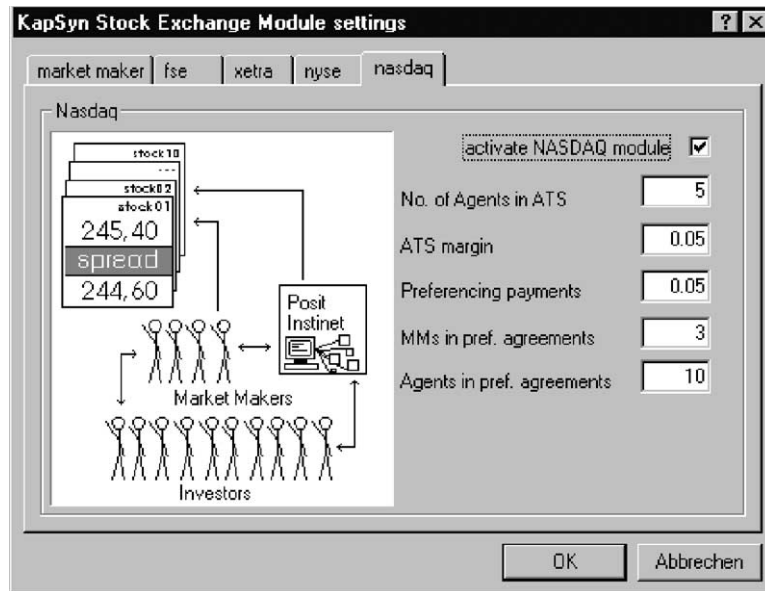 KapSyn Stock Exchange Module settings
market maker
fse
xetra
nyse
nasdaq
Nasdaq
stock10
...
stock02
stock01
245,40
spread
244,60
Posit
Instinet
Market Makers
Investors
activate NASDAQ module
No. of Agents in ATS
5
ATS margin
0.05
Preferencing payments
0.05
MMs in pref. agreements
3
Agents in pref. agreements
10
OK
Abbrechen